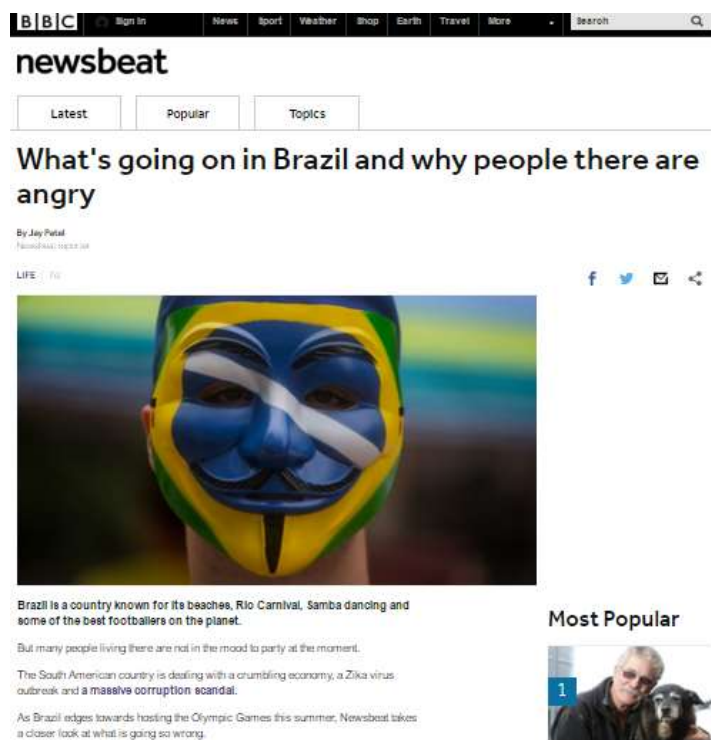 BBC Sign in News Sport Weather Shop Earth Travel More Search
newsbeat
Latest Popular Topics
What's going on in Brazil and why people there are
angry
By Jay Patel
Newsbeat reporter
LIFE
Brazil is a country known for its beaches, Rio Carnival, Samba dancing and
some of the best footballers on the planet.
But many people living there are not in the mood to party at the moment.
The South American country is dealing with a crumbling economy, a Zika virus
outbreak and a massive corruption scandal.
As Brazil edges towards hosting the Olympic Games this summer, Newsbeat takes
a closer look at what is going so wrong.
Most Popular
1